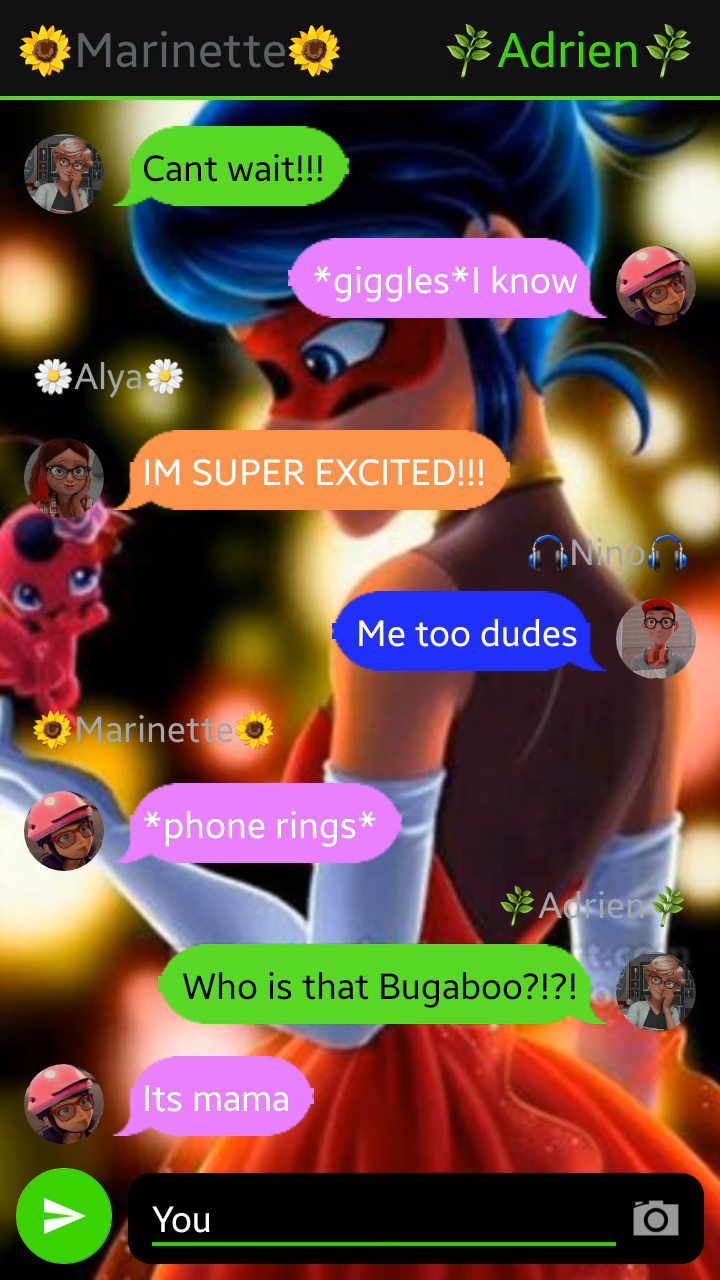 🌻Marinette🌻 🌿Adrien🌿
Cant wait!!!
*giggles*I know
🌼Alya🌼
IM SUPER EXCITED!!!
🎧Nino🎧
Me too dudes
🌻Marinette🌻
*phone rings*
🌿Adrien🌿
Who is that Bugaboo?!?!
Its mama
You